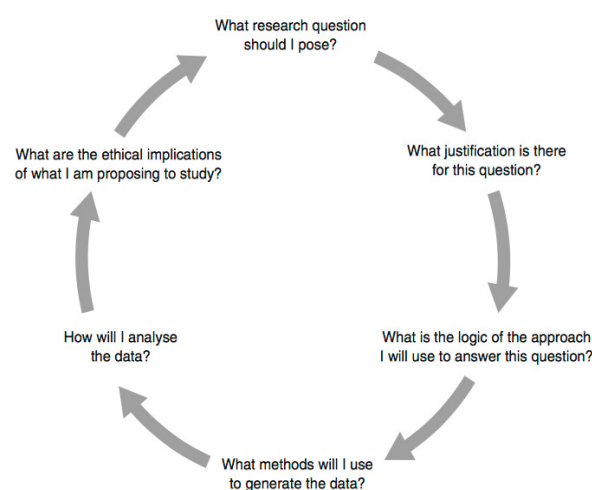 What research question
should I pose?
What justification is there
for this question?
What is the logic of the approach
I will use to answer this question?
What methods will I use
to generate the data?
How will I analyse
the data?
What are the ethical implications
of what I am proposing to study?